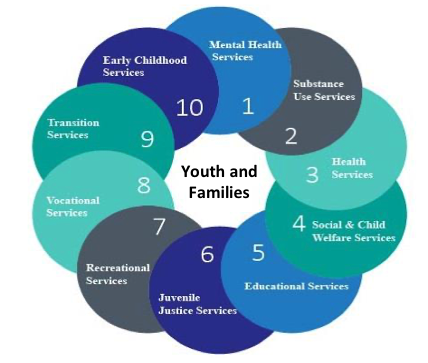 Mental Health
Services
1
Substance
Use Services
2
Health
Services
3
Social & Child
Welfare Services
4
Educational Services
5
Juvenile
Justice Services
6
Recreational
Services
7
Vocational
Services
8
Transition
Services
9
Early Childhood
Services
10
Youth and
Families